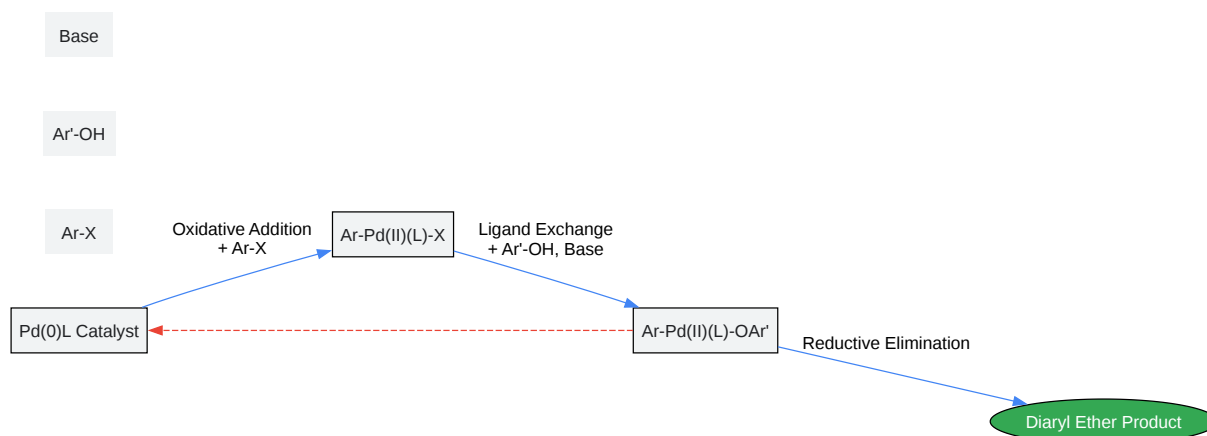 Base
Ar'-OH
Ar-X
Oxidative Addition
+ Ar-X
Ar-Pd(II)(L)-X
Ligand Exchange
+ Ar'-OH, Base
Pd(0)L Catalyst
Ar-Pd(II)(L)-OAr'
Reductive Elimination
Diaryl Ether Product